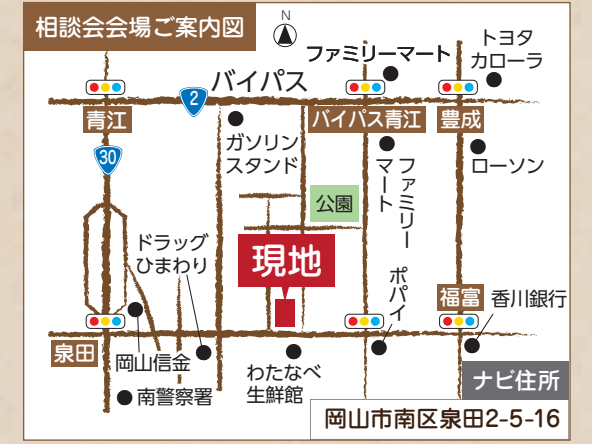 相談会会場ご案内図
N
ファミリーマート
トヨタ
カローラ
バイパス
2
青江
バイパス青江
豊成
ガソリン
スタンド
30
ファミリー
マート
ローソン
公園
ドラッグ
ひまわり
現地
ポパイ
福富
香川銀行
泉田
岡山信金
わたなべ
生鮮館
南警察署
ナビ住所
岡山市南区泉田2-5-16